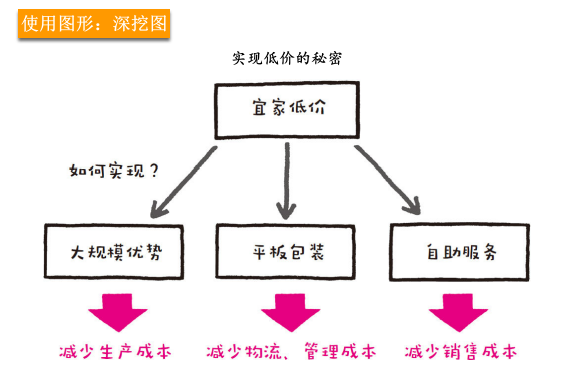 使用图形：深挖图
实现低价的秘密
宜家低价
如何实现？
大规模优势
平板包装
自助服务
减少生产成本
减少物流、管理成本
减少销售成本